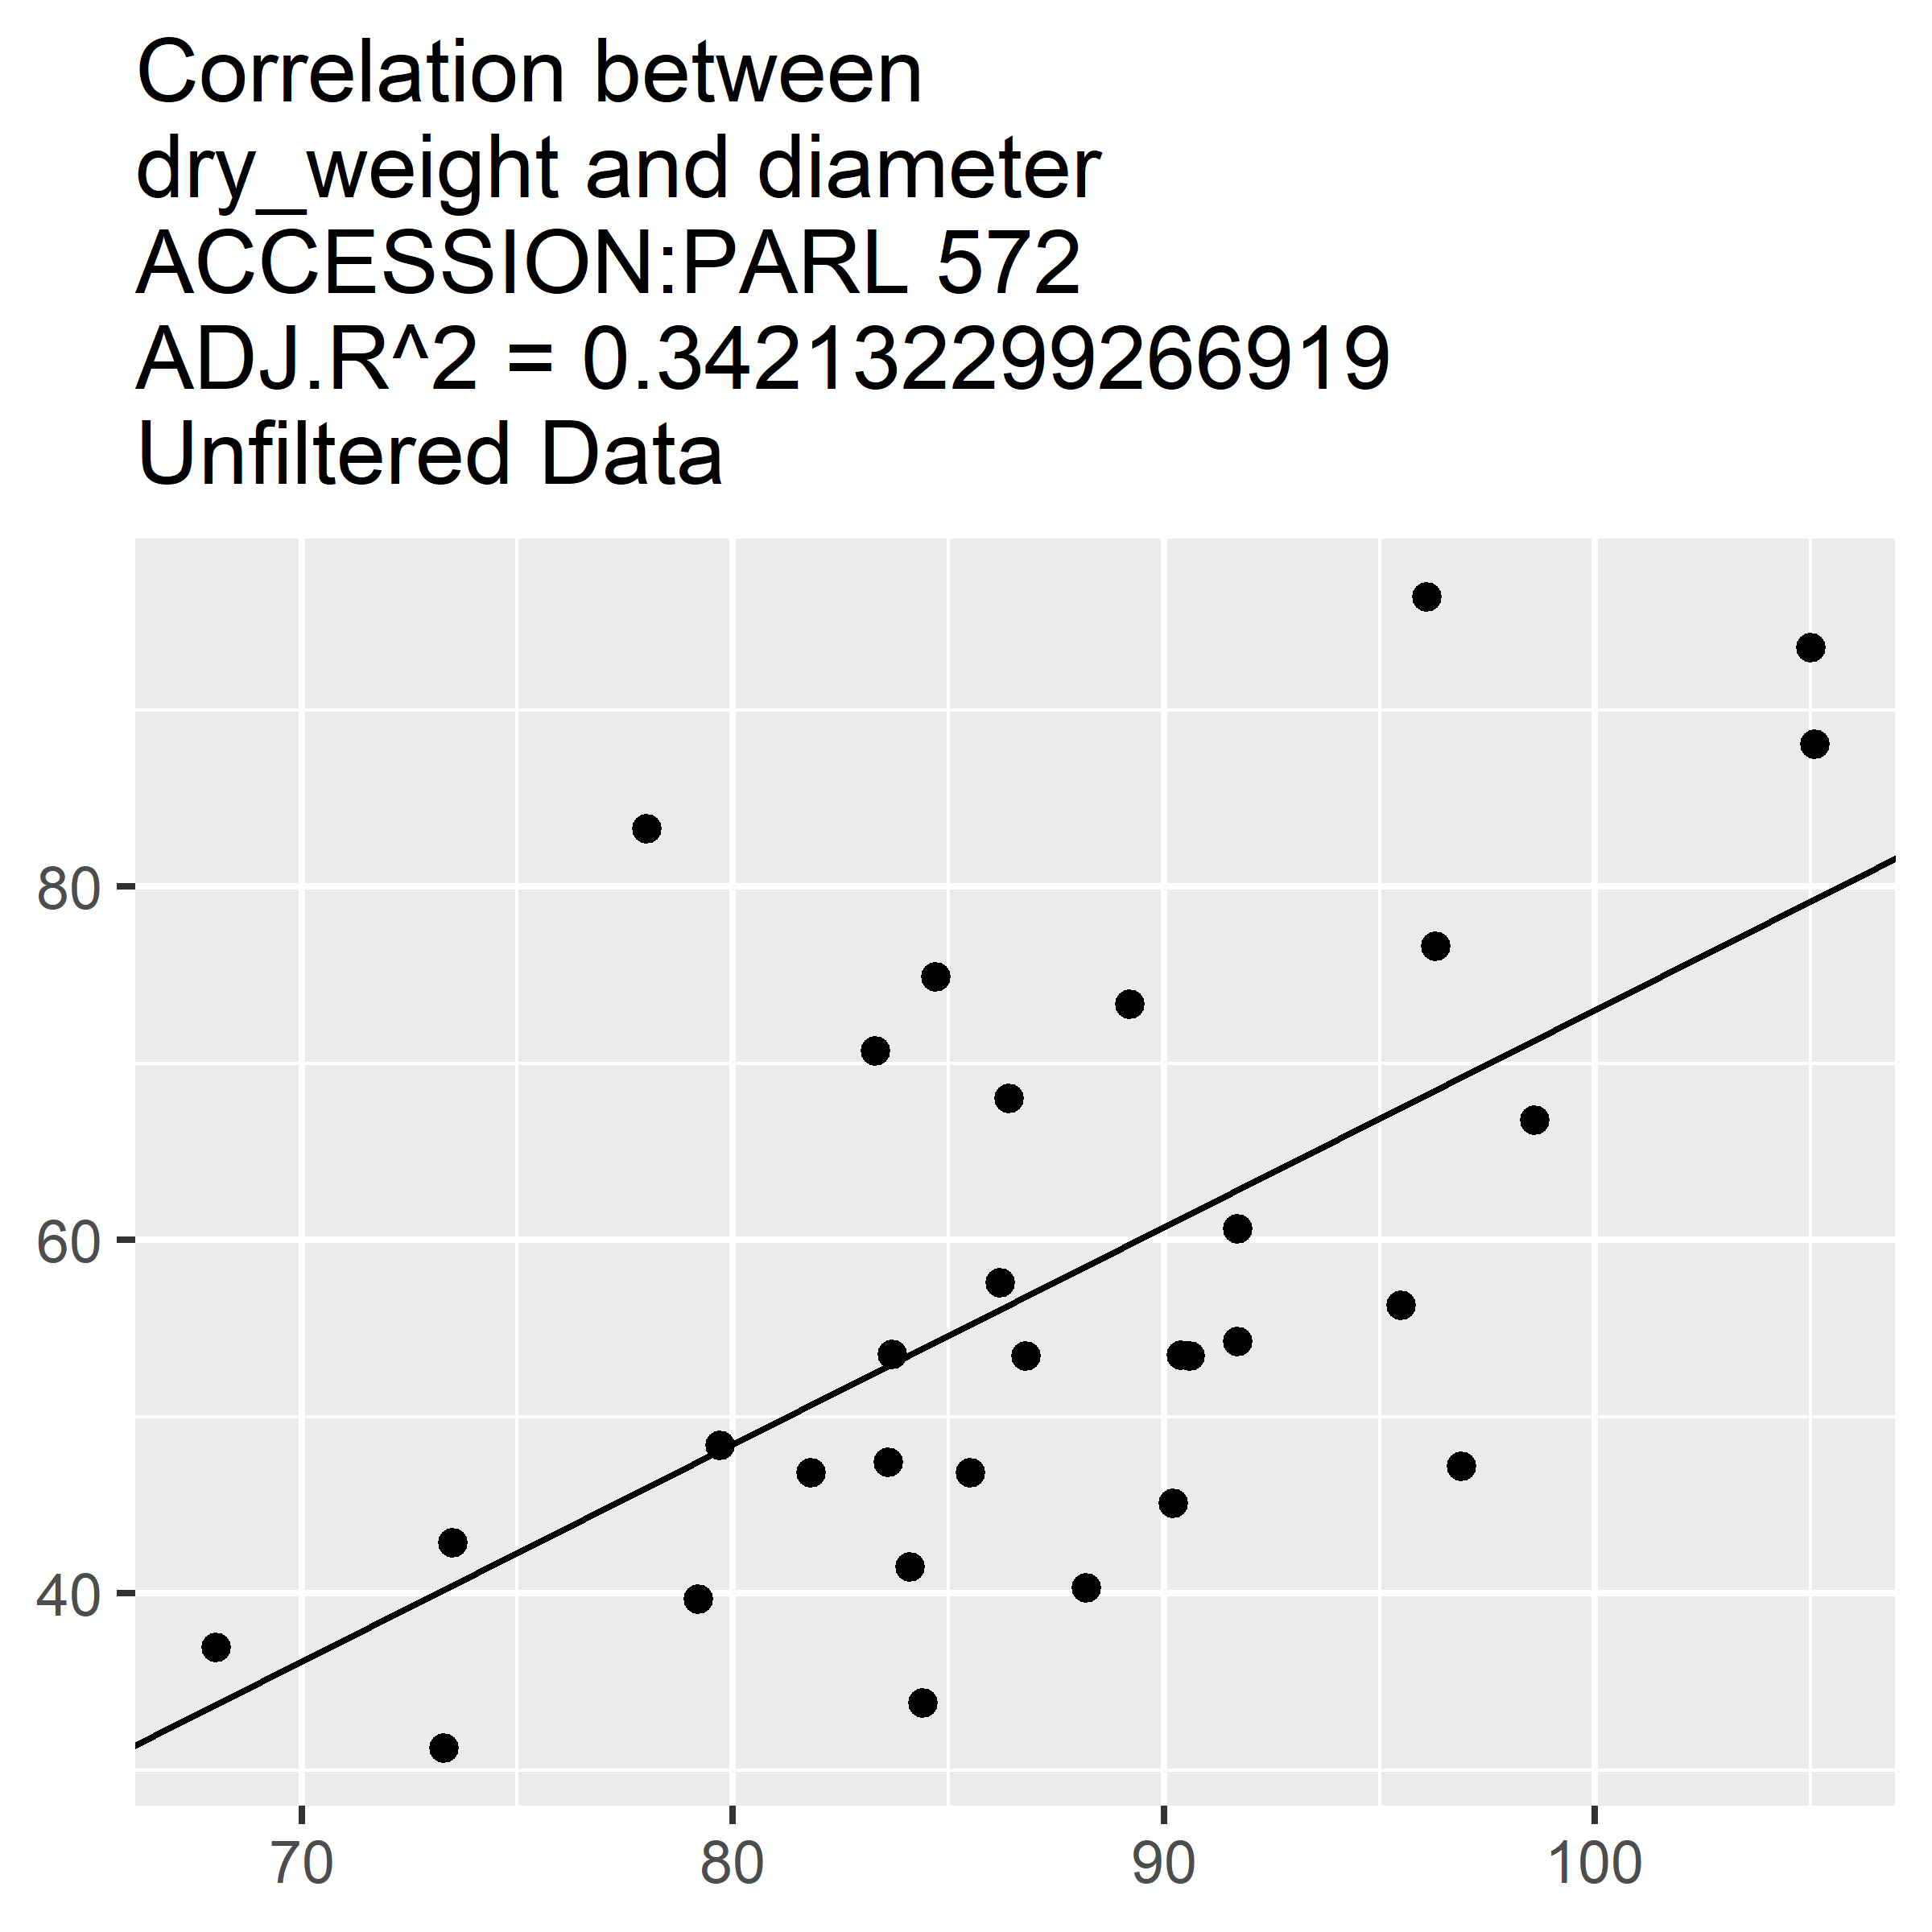 Correlation between
dry_weight and diameter
ACCESSION:PARL 572
ADJ.R^2 = 0.342132299266919
Unfiltered Data
80
60
40
70 80 90 100